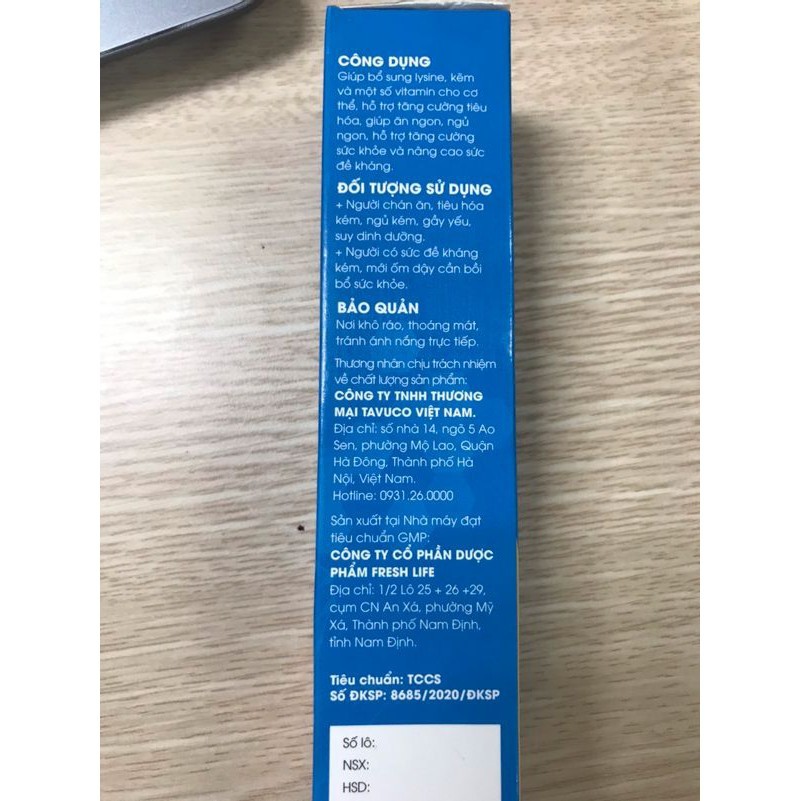 CÔNG DỤNG
Giúp bổ sung lysine, kẽm
và một số vitamin cho cơ
thể, hỗ trợ tăng cường tiêu
hóa, giúp ăn ngon, ngủ
ngon, hỗ trợ tăng cường
sức khỏe và nâng cao sức
đề kháng.
ĐỐI TƯỢNG SỬ DỤNG
+ Người chán ăn, tiêu hóa
kém, ngủ kém, gầy yếu,
suy dinh dưỡng.
+ Người có sức đề kháng
kém, mới ốm dậy cần bồi
bổ sức khỏe.
BẢO QUẢN
Nơi khô ráo, thoáng mát,
tránh ánh nắng trực tiếp.
Thương nhân chịu trách nhiệm
về chất lượng sản phẩm:
CÔNG TY TNHH THƯƠNG
MẠI TAVUCO VIỆT NAM.
Địa chỉ: số nhà 14, ngõ 5 Ao
Sen, phường Mộ Lao, Quận
Hà Đông, Thành phố Hà
Nội, Việt Nam.
Hotline: 0931.26.0000
Sản xuất tại Nhà máy đạt
tiêu chuẩn GMP:
CÔNG TY CỔ PHẦN DƯỢC
PHẨM FRESH LIFE
Địa chỉ: 1/2 Lô 25 + 26 +29,
cụm CN An Xá, phường Mỹ
Xá, Thành phố Nam Định,
tỉnh Nam Định.
Tiêu chuẩn: TCCS
Số ĐKSP: 8685/2020/ĐKSP
Số lô:
NSX:
HSD: